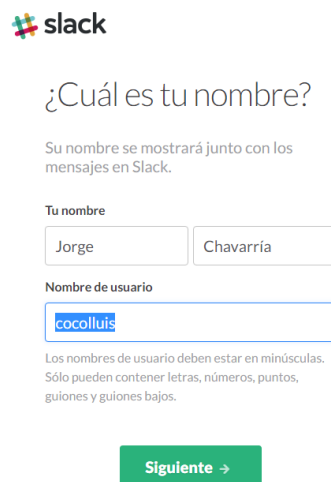 slack
¿Cuál es tu nombre?
Su nombre se mostrará junto con los
mensajes en Slack.
Tu nombre
Jorge Chavarría
Nombre de usuario
cocolluis
Los nombres de usuario deben estar en minúsculas.
Sólo pueden contener letras, números, puntos,
guiones y guiones bajos.
Siguiente →